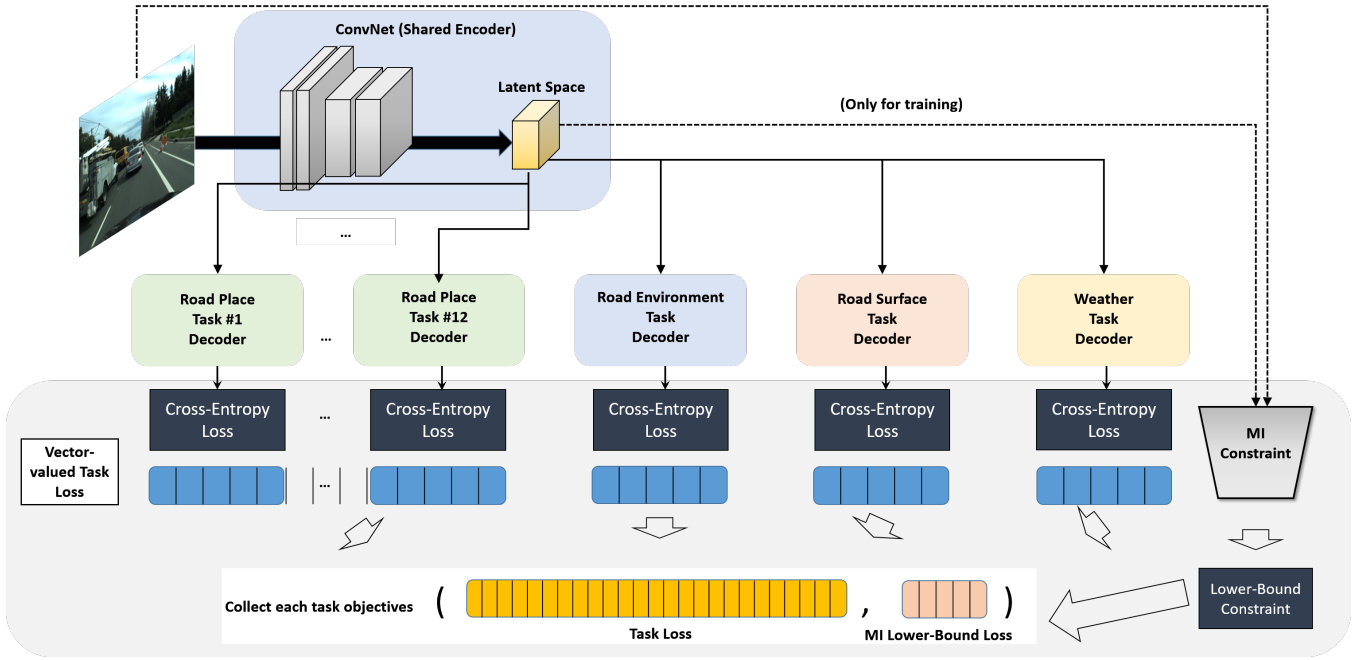 ConvNet (Shared Encoder)
Latent Space
(Only for training)
...
Road Place
Task #1
Decoder
...
Road Place
Task #12
Decoder
Road Environment
Task
Decoder
Road Surface
Task
Decoder
Weather
Task
Decoder
Cross-Entropy
Loss
...
Cross-Entropy
Loss
Cross-Entropy
Loss
Cross-Entropy
Loss
Cross-Entropy
Loss
MI
Constraint
Vector-
valued Task
Loss
...
Collect each task objectives
(
,
)
Task Loss
MI Lower-Bound Loss
Lower-Bound
Constraint